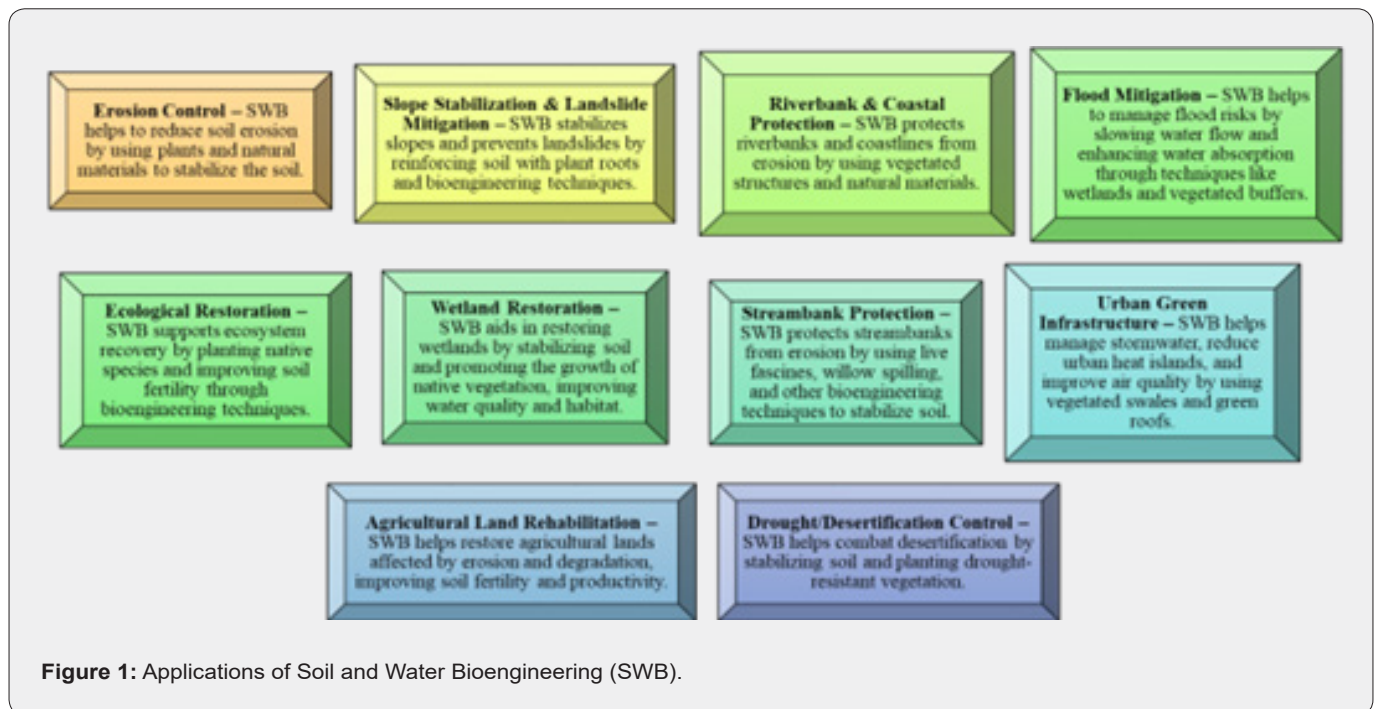 Erosion Control – SWB
helps to reduce soil erosion
by using plants and natural
materials to stabilize the soil.
Slope Stabilization & Landslide
Mitigation – SWB stabilizes
slopes and prevents landslides by
reinforcing soil with plant roots
and bioengineering techniques.
Riverbank & Coastal
Protection – SWB protects
riverbanks and coastlines from
erosion by using vegetated
structures and natural materials.
Flood Mitigation – SWB helps
to manage flood risks by
slowing water flow and
enhancing water absorption
through techniques like
wetlands and vegetated buffers.
Ecological Restoration –
SWB supports ecosystem
recovery by planting native
species and improving soil
fertility through
bioengineering techniques.
Wetland Restoration –
SWB aids in restoring
wetlands by stabilizing soil
and promoting the growth of
native vegetation, improving
water quality and habitat.
Streambank Protection –
SWB protects streambanks
from erosion by using live
fascines, willow spilling,
and other bioengineering
techniques to stabilize soil.
Urban Green
Infrastructure – SWB helps
manage stormwater, reduce
urban heat islands, and
improve air quality by using
vegetated swales and green
roofs.
Agricultural Land Rehabilitation –
SWB helps restore agricultural lands
affected by erosion and degradation,
improving soil fertility and productivity.
Drought/Desertification Control –
SWB helps combat desertification by
stabilizing soil and planting drought-
resistant vegetation.
Figure 1: Applications of Soil and Water Bioengineering (SWB).